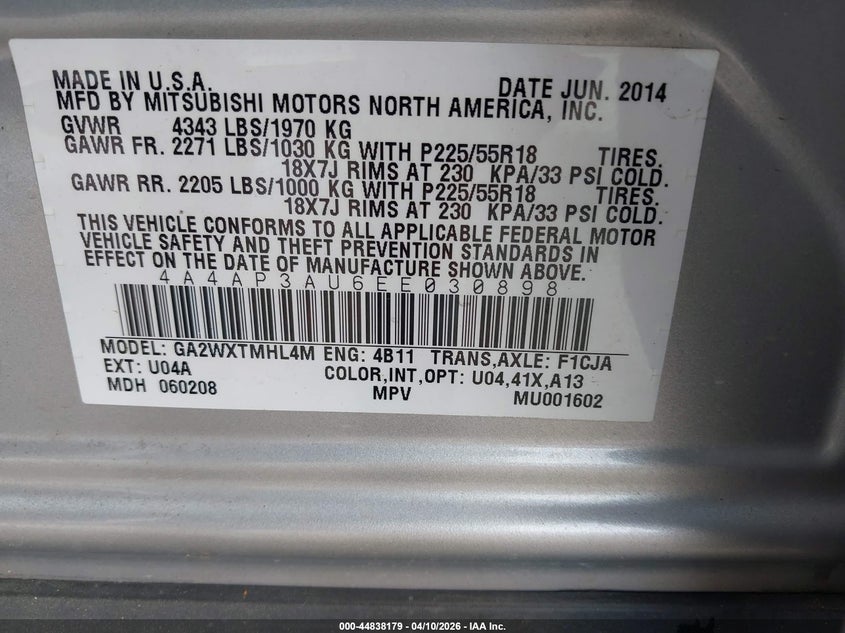 MADE IN U.S.A. DATE JUN. 2014
MFD BY MITSUBISHI MOTORS NORTH AMERICA, INC.
GVWR 4343 LBS/1970 KG
GAWR FR. 2271 LBS/1030 KG WITH P225/55R18 TIRES.
18X7J RIMS AT 230 KPA/33 PSI COLD.
GAWR RR. 2205 LBS/1000 KG WITH P225/55R18 TIRES.
18X7J RIMS AT 230 KPA/33 PSI COLD.
THIS VEHICLE CONFORMS TO ALL APPLICABLE FEDERAL MOTOR
VEHICLE SAFETY AND THEFT PREVENTION STANDARDS IN
EFFECT ON THE DATE OF MANUFACTURE SHOWN ABOVE.
4A4AP3AU6EE030898
MODEL: GA2WXTMHL4M ENG: 4B11 TRANS,AXLE: F1CJA
EXT: U04A COLOR,INT,OPT: U04,41X,A13
MDH 060208 MPV MU001602
000-44838179 - 04/10/2026 - IAA Inc.